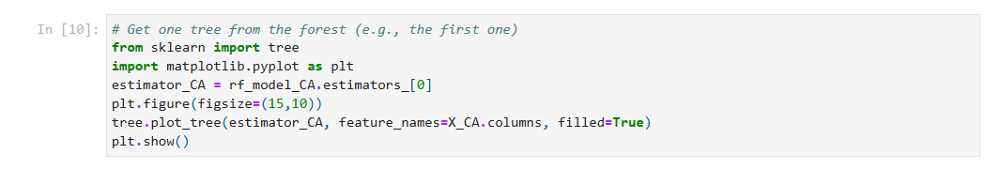 In [10]: # Get one tree from the forest (e.g., the first one)
from sklearn import tree
import matplotlib.pyplot as plt
estimator_CA = rf_model_CA.estimators_[0]
plt.figure(figsize=(15,10))
tree.plot_tree(estimator_CA, feature_names=X_CA.columns, filled=True)
plt.show()